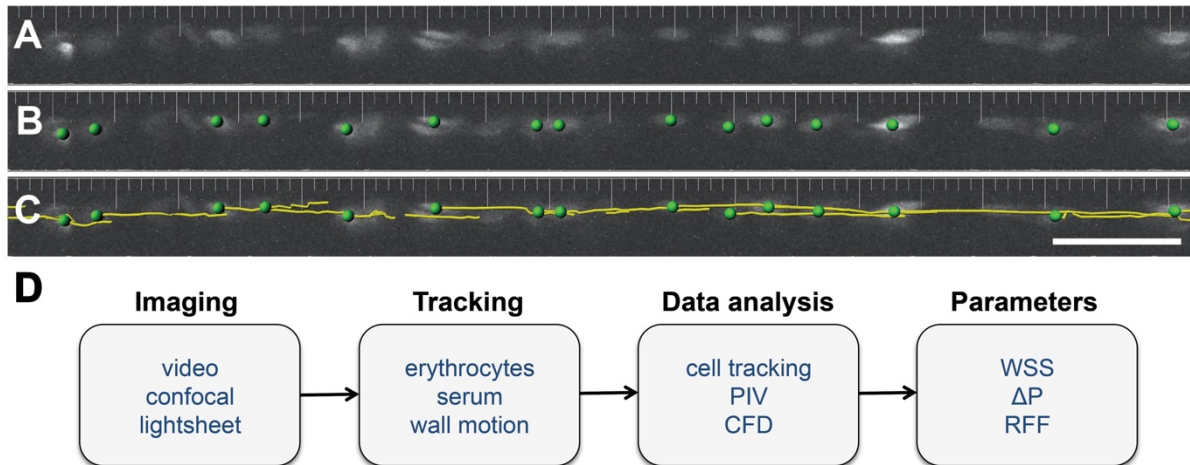 A
B
C
D
Imaging
Tracking
Data analysis
Parameters
video
confocal
lightsheet
erythrocytes
serum
wall motion
cell tracking
PIV
CFD
WSS
ΔP
RFF